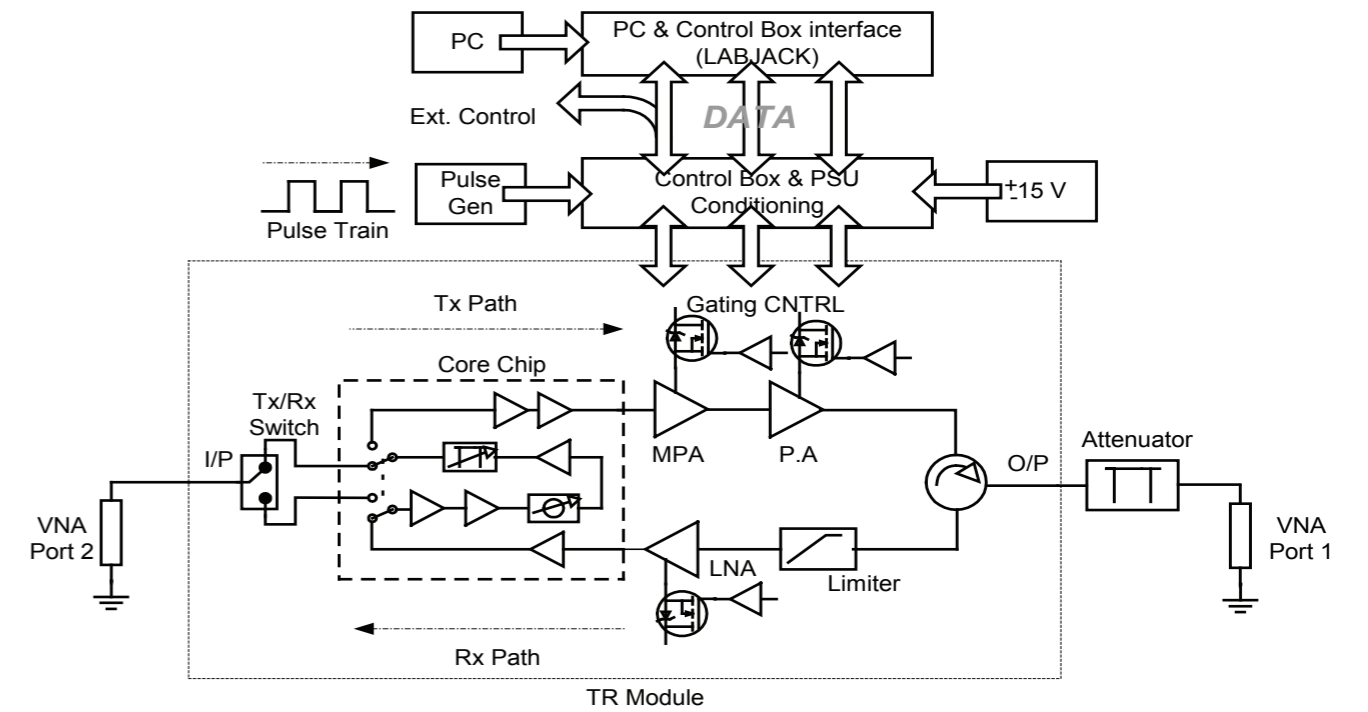 PC
PC & Control Box interface
(LABJACK)
Ext. Control
DATA
Pulse
Gen
Control Box & PSU
Conditioning
+-15 V
Pulse Train
Tx Path
Gating CNTRL
Core Chip
Tx/Rx
Switch
I/P
MPA
P.A
O/P
Attenuator
VNA
Port 2
VNA
Port 1
LNA
Limiter
Rx Path
TR Module